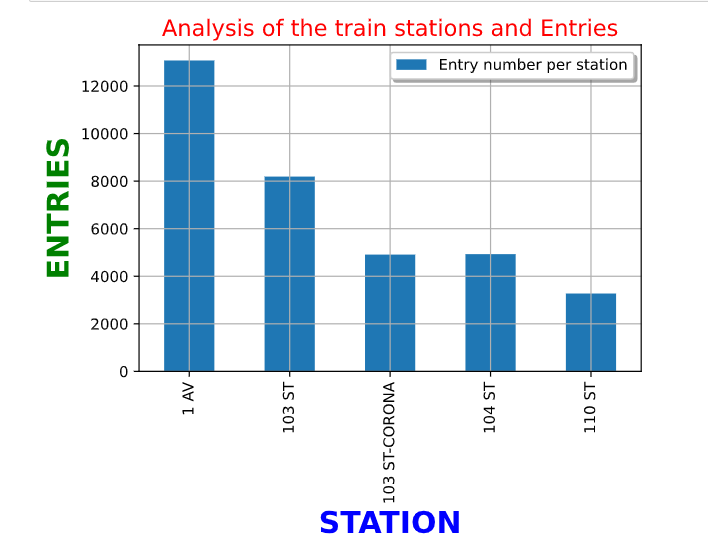 Analysis of the train stations and Entries
Entry number per station
ENTRIES
12000
10000
8000
6000
4000
2000
0
1 AV
103 ST
103 ST-CORONA
104 ST
110 ST
STATION